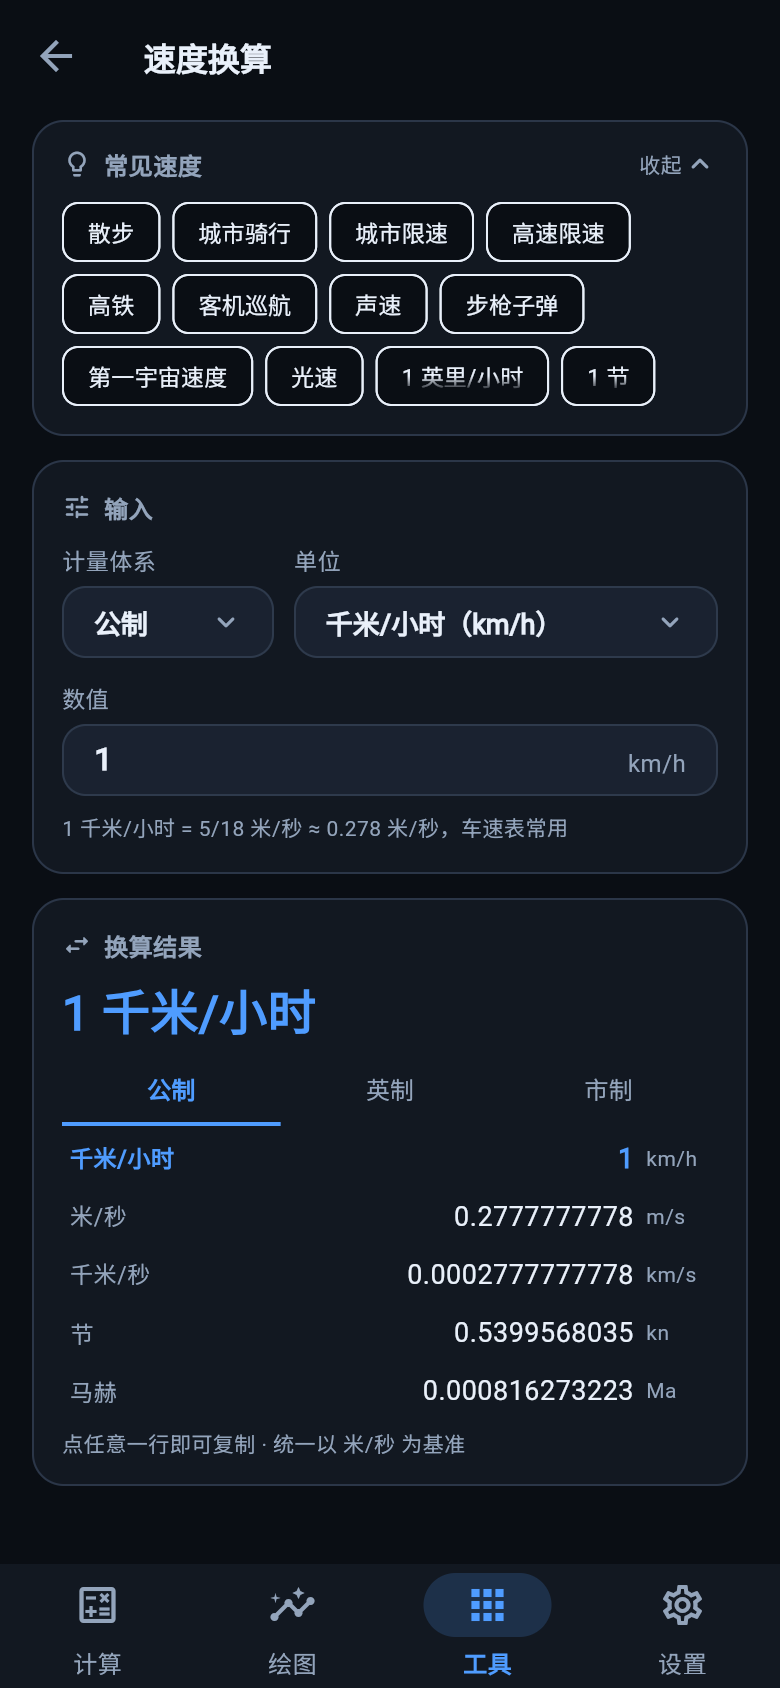 速度换算
常见速度 收起
散步 城市骑行 城市限速 高速限速
高铁 客机巡航 声速 步枪子弹
第一宇宙速度 光速 1 英里/小时 1 节
输入
计量体系 单位
公制 千米/小时（km/h）
数值
1 km/h
1 千米/小时 = 5/18 米/秒 ≈ 0.278 米/秒，车速表常用
换算结果
1 千米/小时
公制 英制 市制
千米/小时 1 km/h
米/秒 0.2777777778 m/s
千米/秒 0.0002777777778 km/s
节 0.5399568035 kn
马赫 0.000816273223 Ma
点任意一行即可复制 · 统一以 米/秒 为基准
计算 绘图 工具 设置